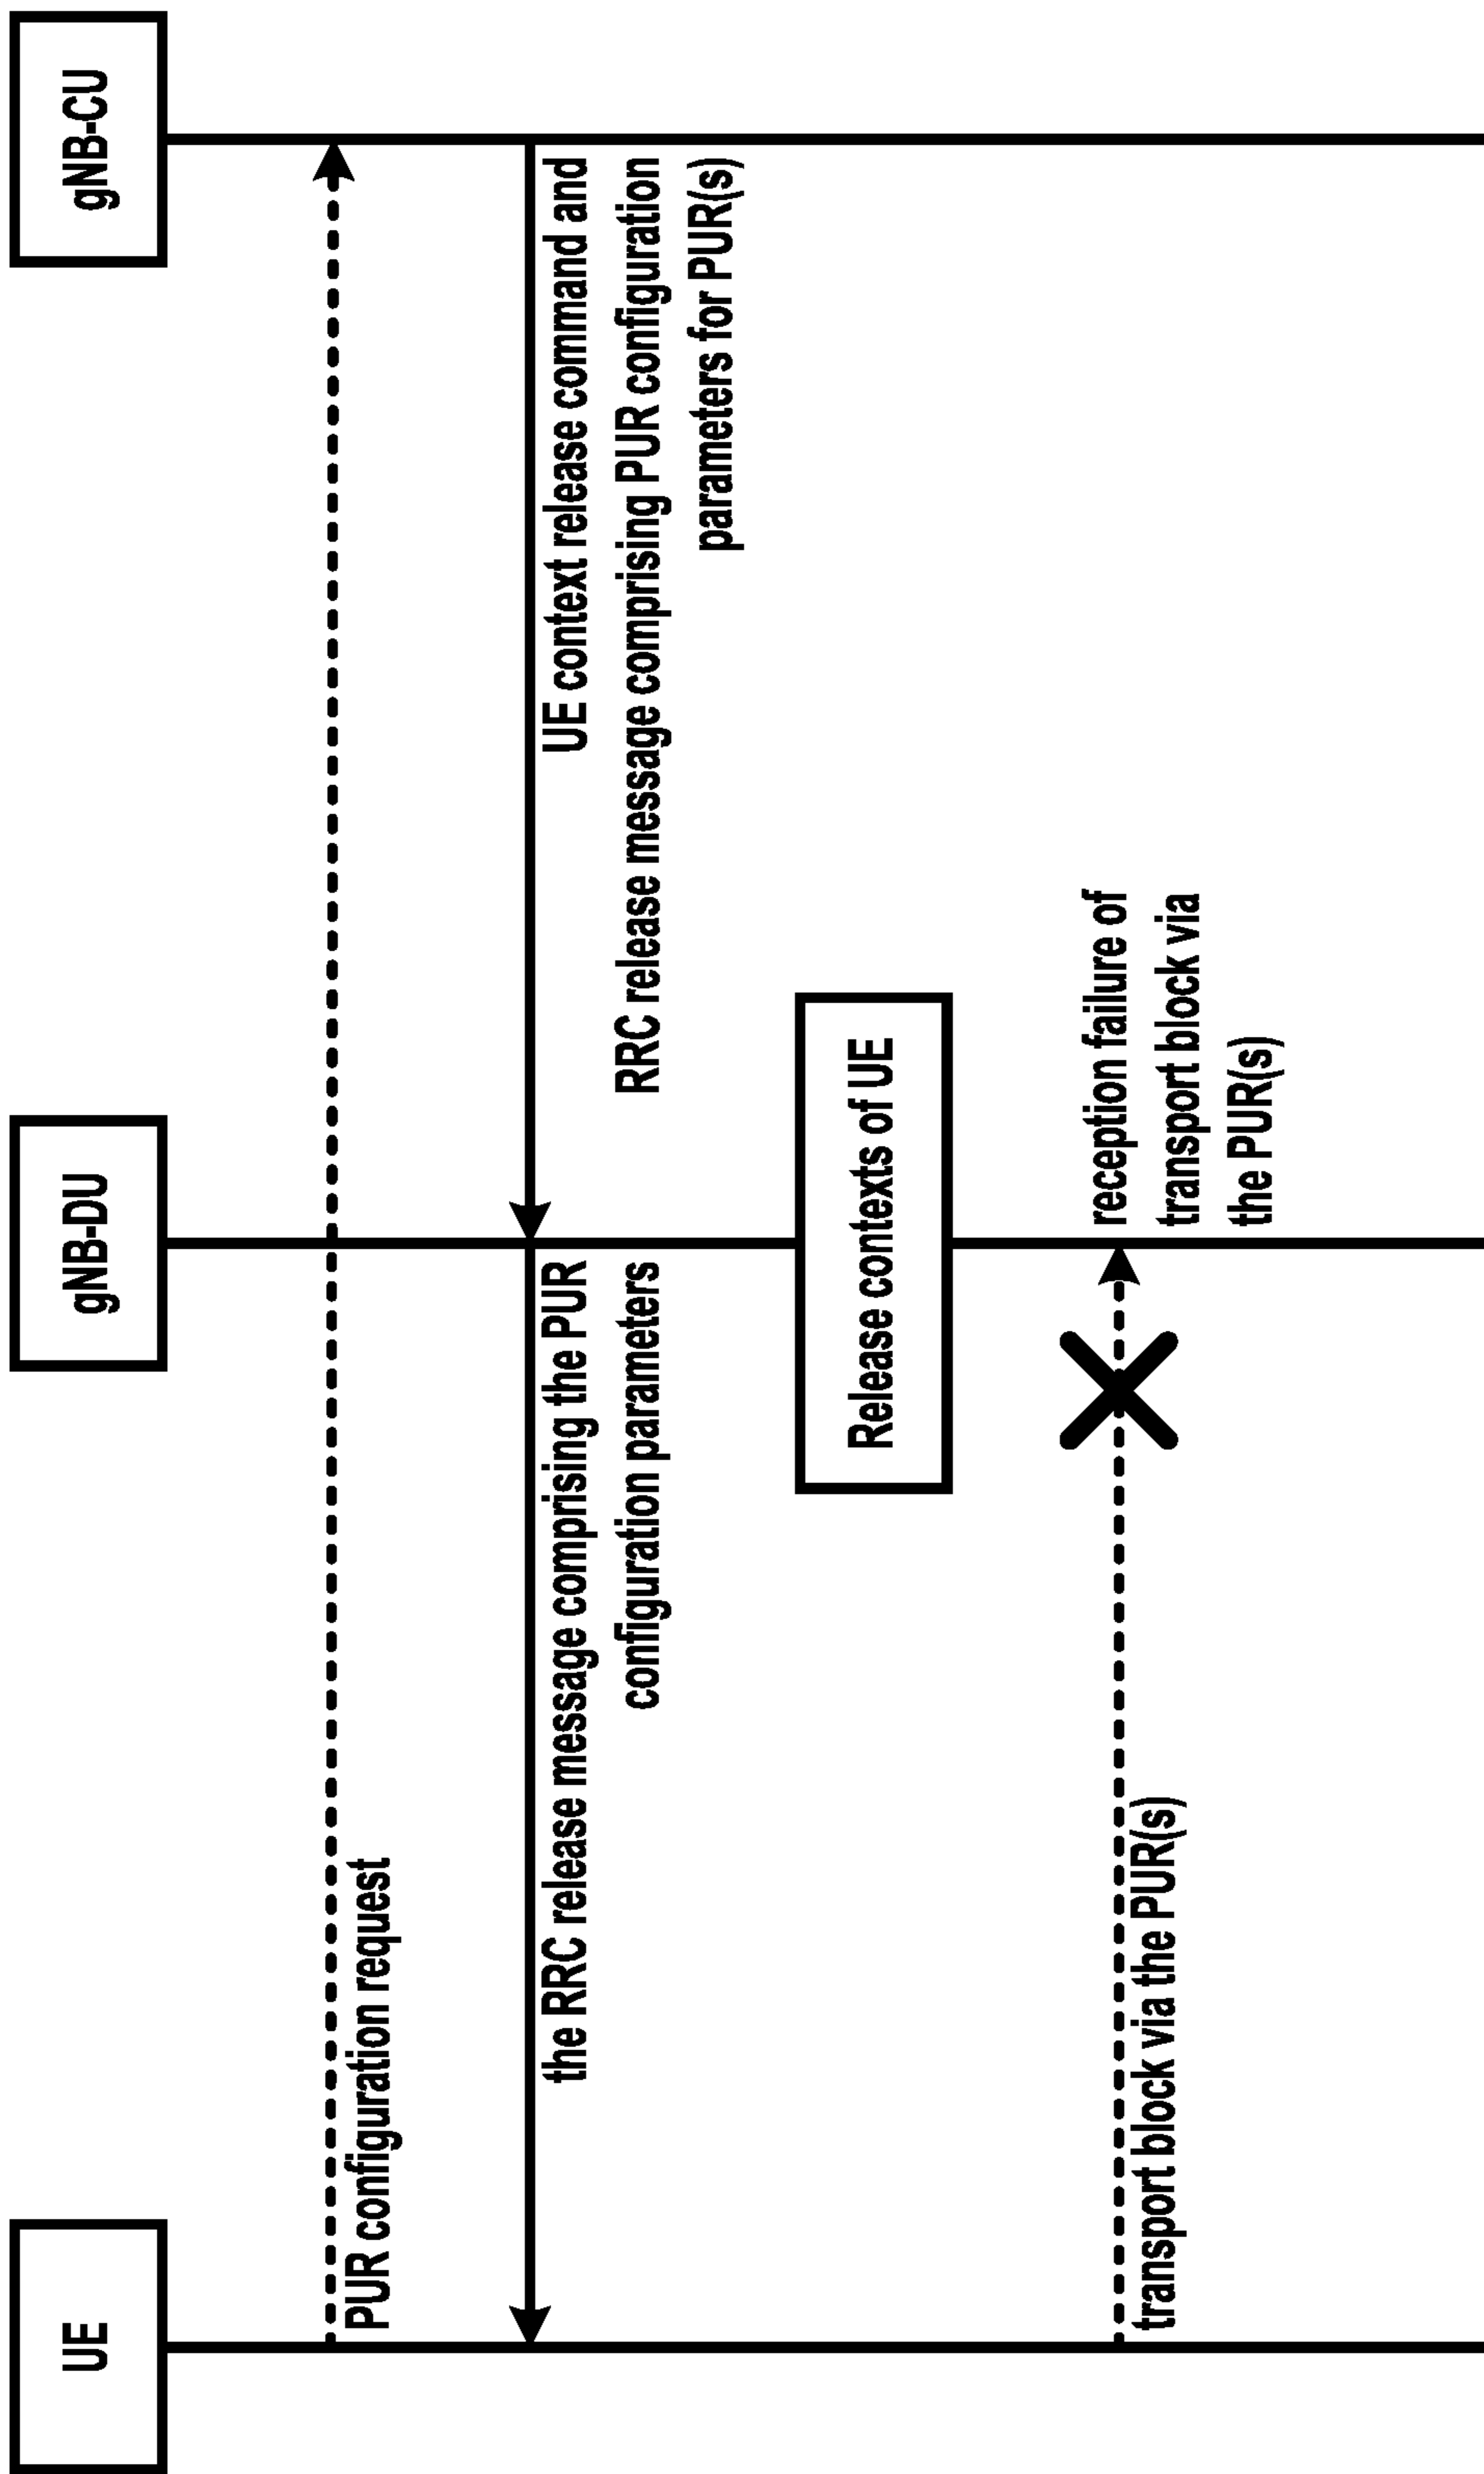 UE
gNB-DU
gNB-CU
PUR configuration request
the RRC release message comprising the PUR
configuration parameters
UE context release command and
RRC release message comprising PUR configuration
parameters for PUR(s)
Release contexts of UE
transport block via the PUR(s)
reception failure of
transport block via
the PUR(s)